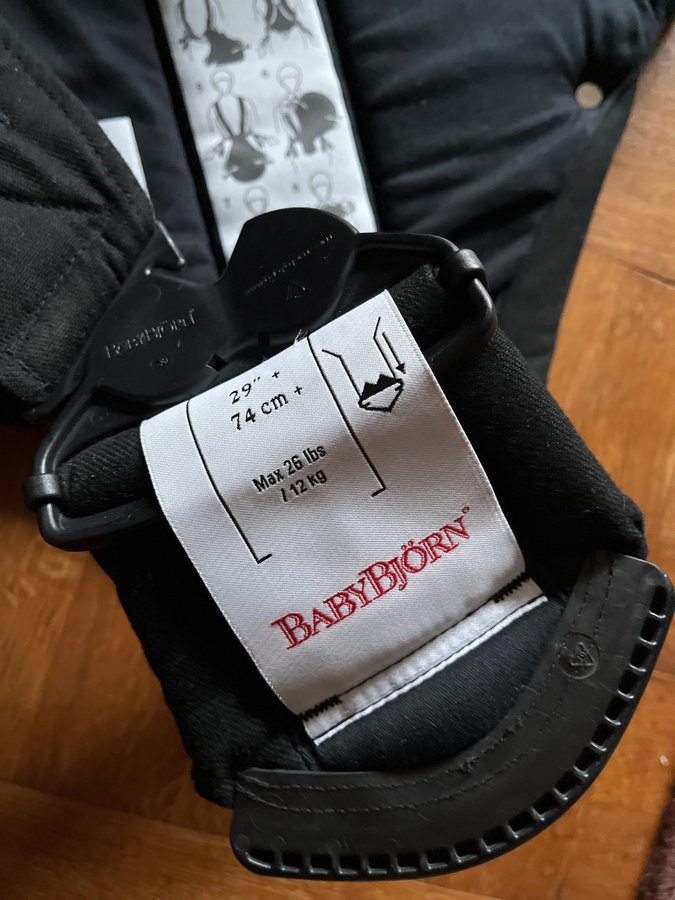 BABYBJÖRN
29" +
74 cm +
Max 26 lbs
/ 12 kg
BABYBJÖRN®